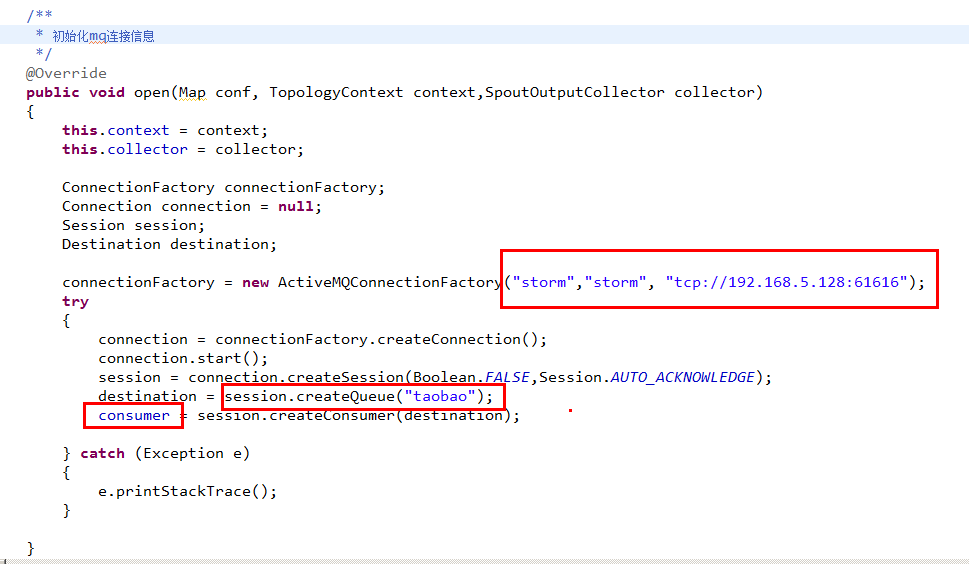 /**
* 初始化mq连接信息
*/
@Override
public void open(Map conf, TopologyContext context,SpoutOutputCollector collector)
{
this.context = context;
this.collector = collector;
ConnectionFactory connectionFactory;
Connection connection = null;
Session session;
Destination destination;
connectionFactory = new ActiveMQConnectionFactory("storm","storm", "tcp://192.168.5.128:61616");
try
{
connection = connectionFactory.createConnection();
connection.start();
session = connection.createSession(Boolean.FALSE,Session.AUTO_ACKNOWLEDGE);
destination = session.createQueue("taobao");
consumer = session.createConsumer(destination);
} catch (Exception e)
{
e.printStackTrace();
}
}